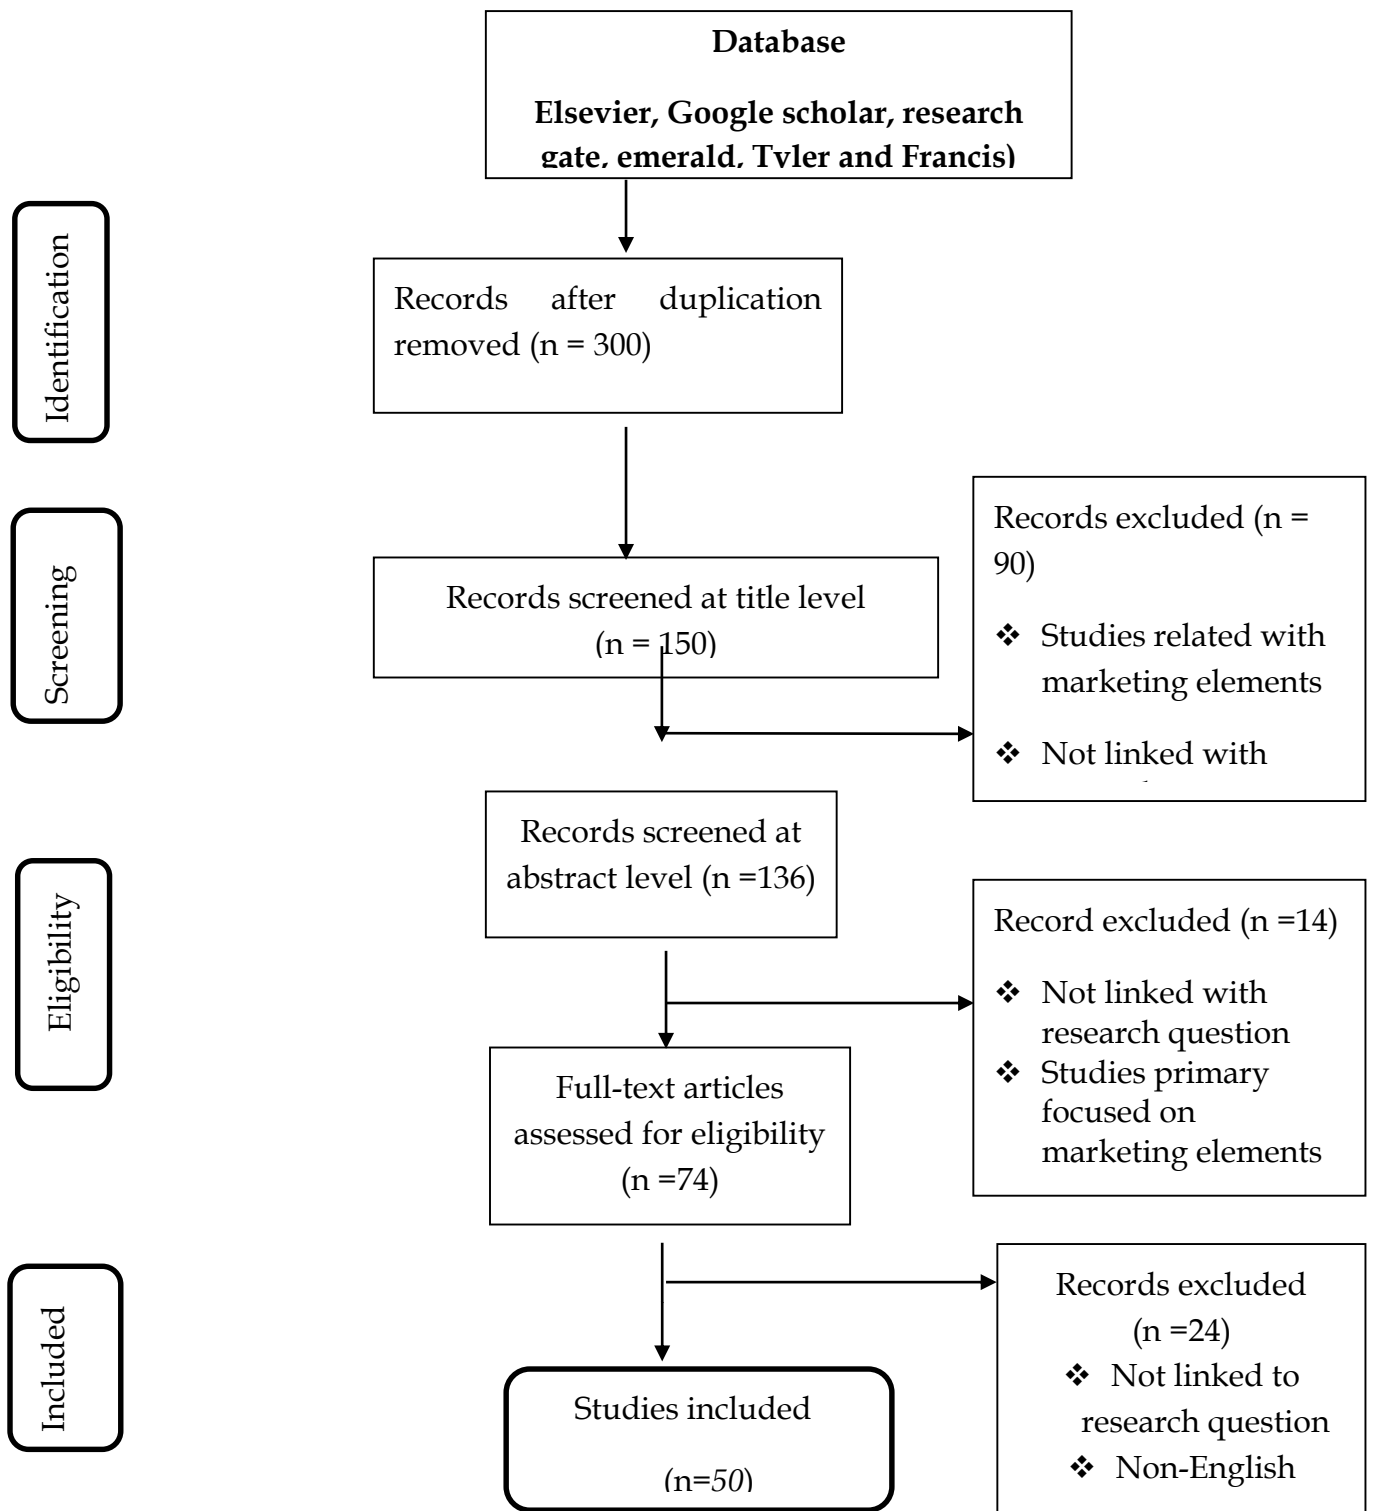 Database
Elsevier, Google scholar, research
gate, emerald, Tyler and Francis)
Identification
Records after duplication
removed (n = 300)
Screening
Records screened at title level
(n = 150)
Records excluded (n =
90)
❖ Studies related with
marketing elements
❖ Not linked with
Eligibility
Records screened at
abstract level (n =136)
Record excluded (n =14)
❖ Not linked with
research question
❖ Studies primary
focused on
marketing elements
Full-text articles
assessed for eligibility
(n =74)
Included
Records excluded
(n =24)
❖ Not linked to
research question
❖ Non-English
Studies included
(n=50)